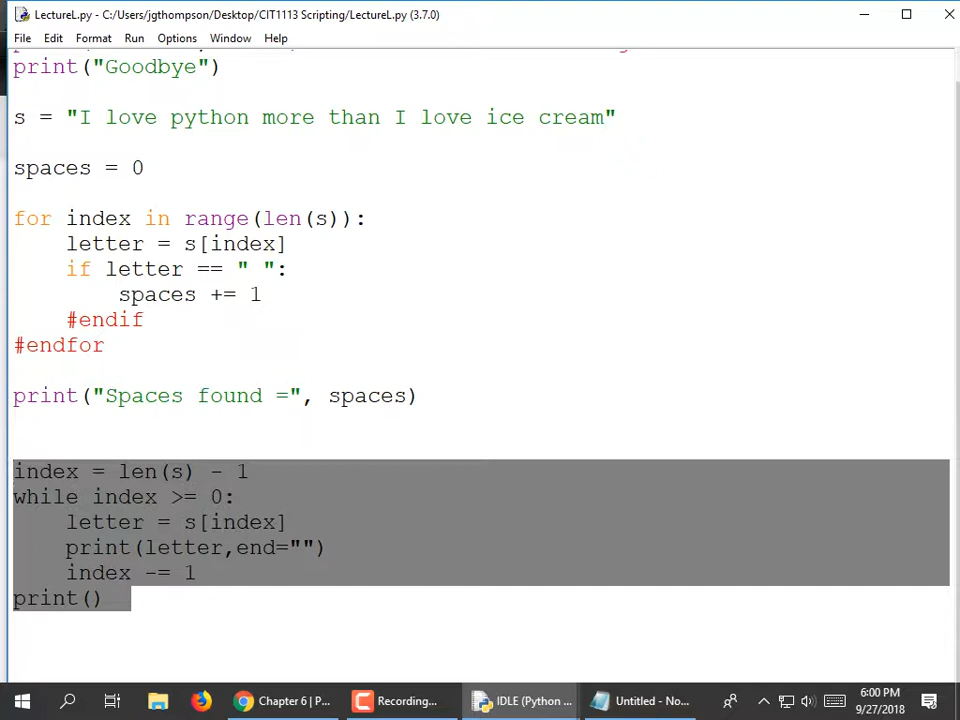 LectureL.py - C:/Users/jgthompson/Desktop/CIT1113 Scripting/LectureL.py (3.7.0)
File Edit Format Run Options Window Help
print("Goodbye")
s = "I love python more than I love ice cream"
spaces = 0
for index in range(len(s)):
    letter = s[index]
    if letter == " ":
        spaces += 1
    #endif
#endfor
print("Spaces found =", spaces)
index = len(s) - 1
while index >= 0:
    letter = s[index]
    print(letter,end="")
    index -= 1
print()
Chapter 6 | P... Recording... IDLE (Python ... Untitled - No... 6:00 PM
9/27/2018